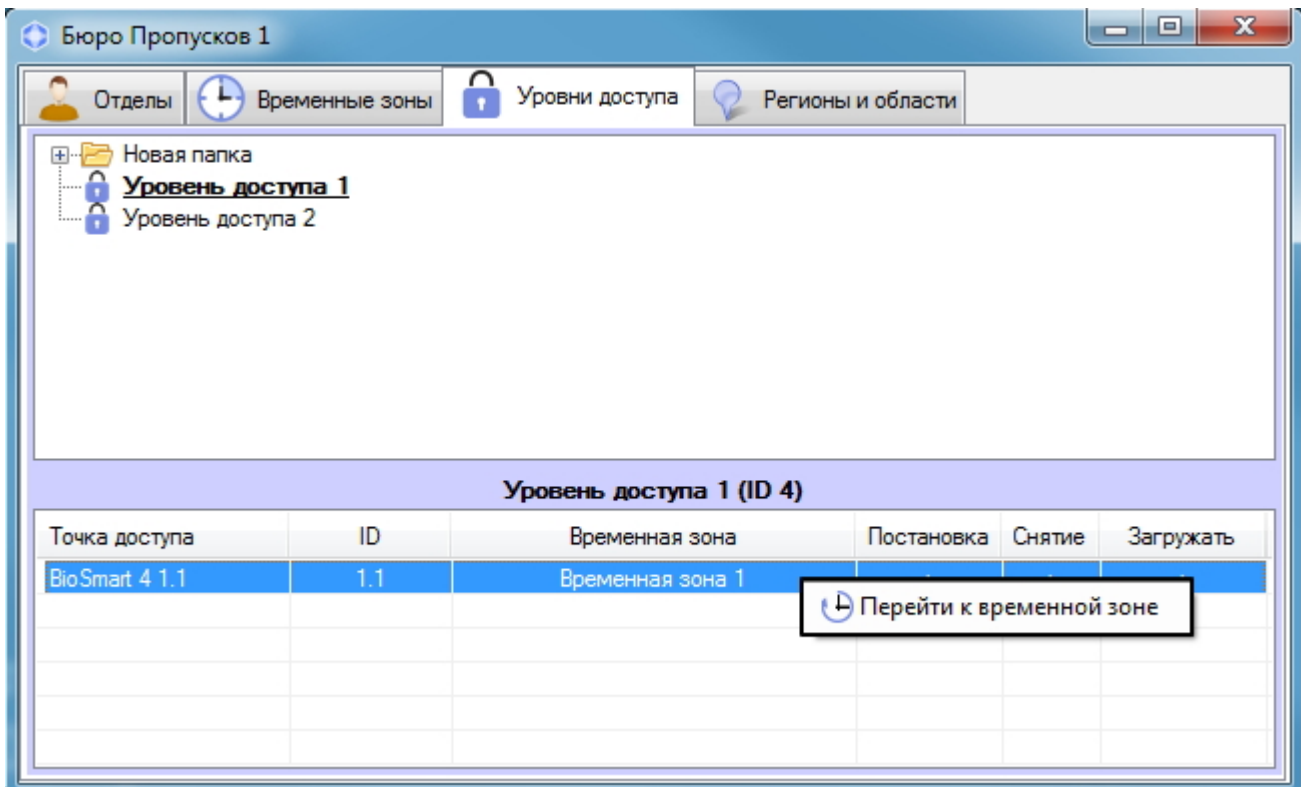 Бюро Пропусков 1
Отделы Временные зоны Уровни доступа Регионы и области
Новая папка
Уровень доступа 1
Уровень доступа 2
Уровень доступа 1 (ID 4)
Точка доступа ID Временная зона Постановка Снятие Загружать
BioSmart 4 1.1 1.1 Временная зона 1
Перейти к временной зоне